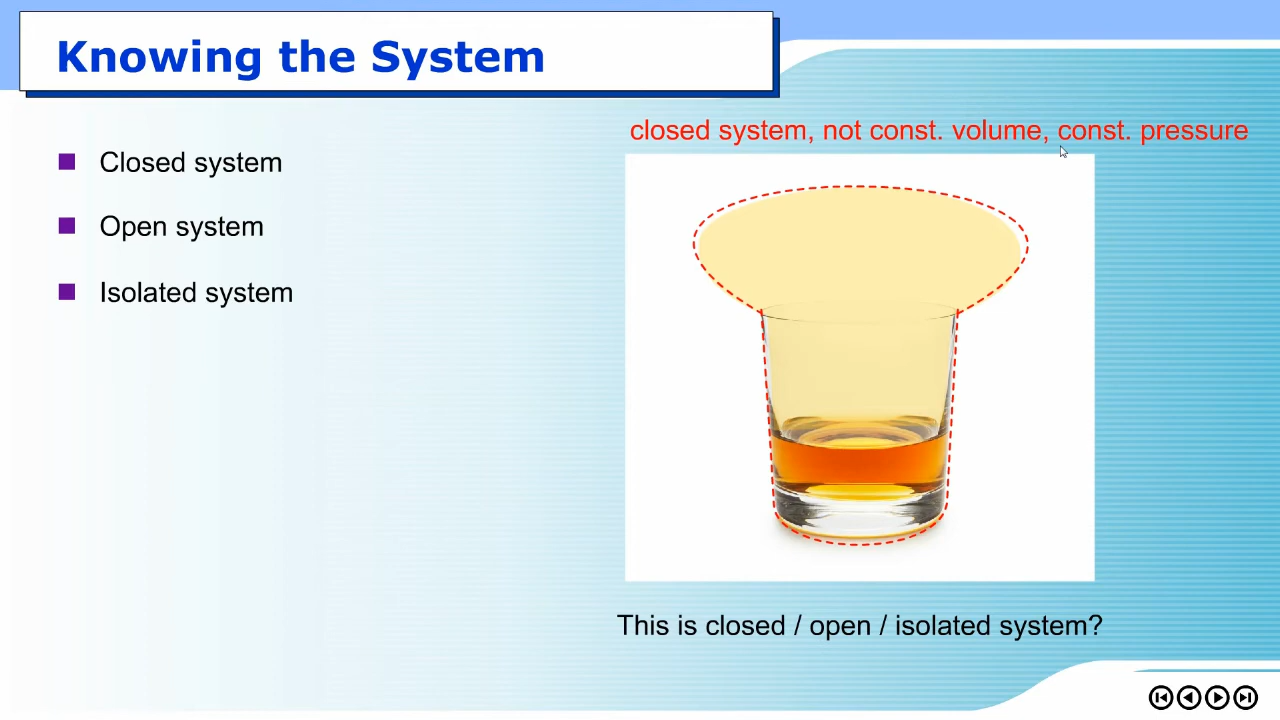 Knowing the System
closed system, not const. volume, const. pressure
Closed system
Open system
Isolated system
This is closed / open / isolated system?